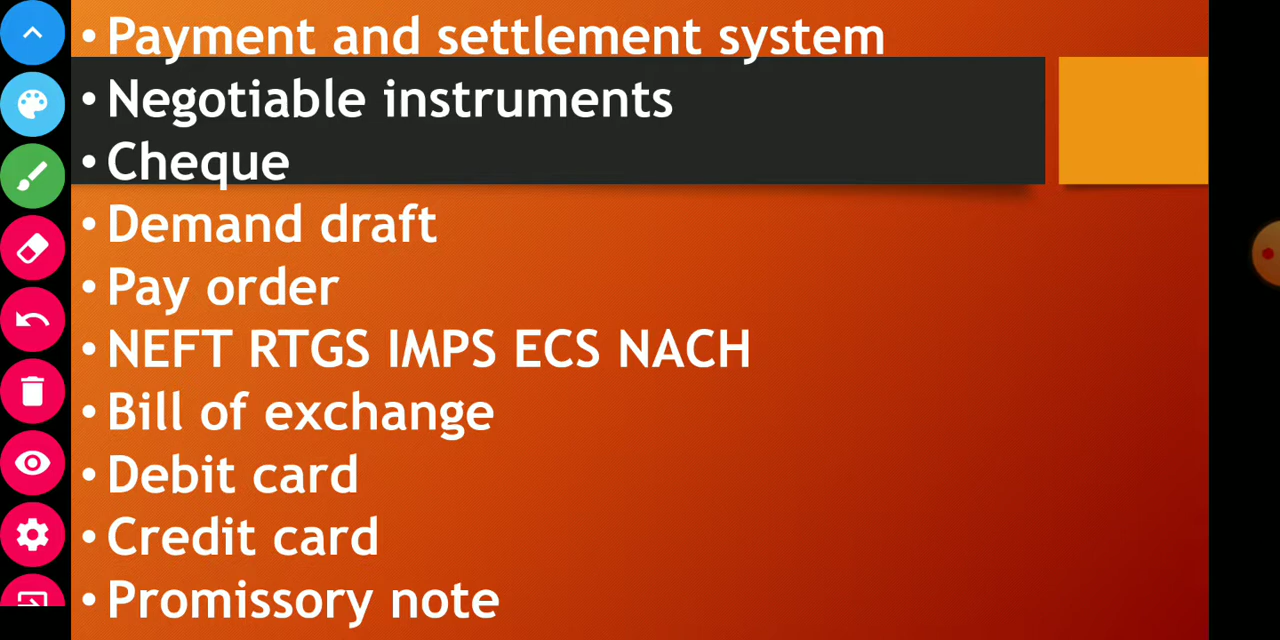 • Payment and settlement system
• Negotiable instruments
• Cheque
• Demand draft
• Pay order
• NEFT RTGS IMPS ECS NACH
• Bill of exchange
• Debit card
• Credit card
• Promissory note